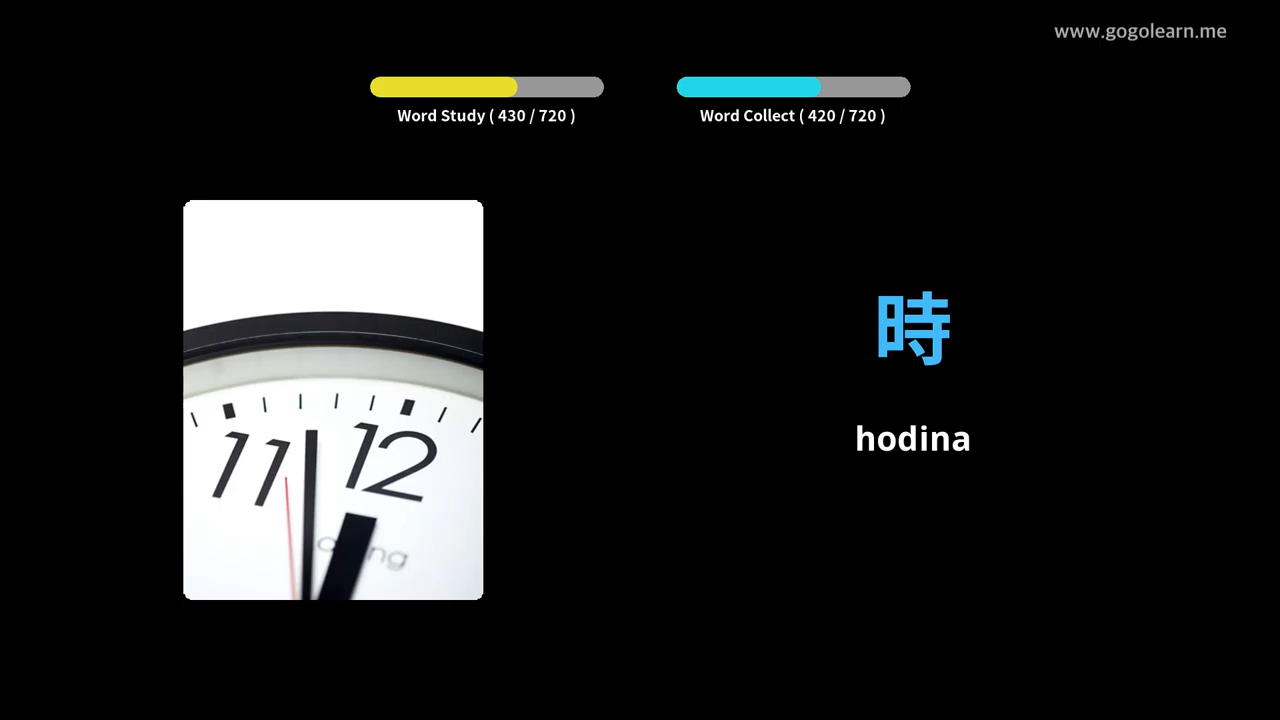 www.gogolearn.me
Word Study ( 430 / 720 )
Word Collect ( 420 / 720 )
時
hodina
11 12